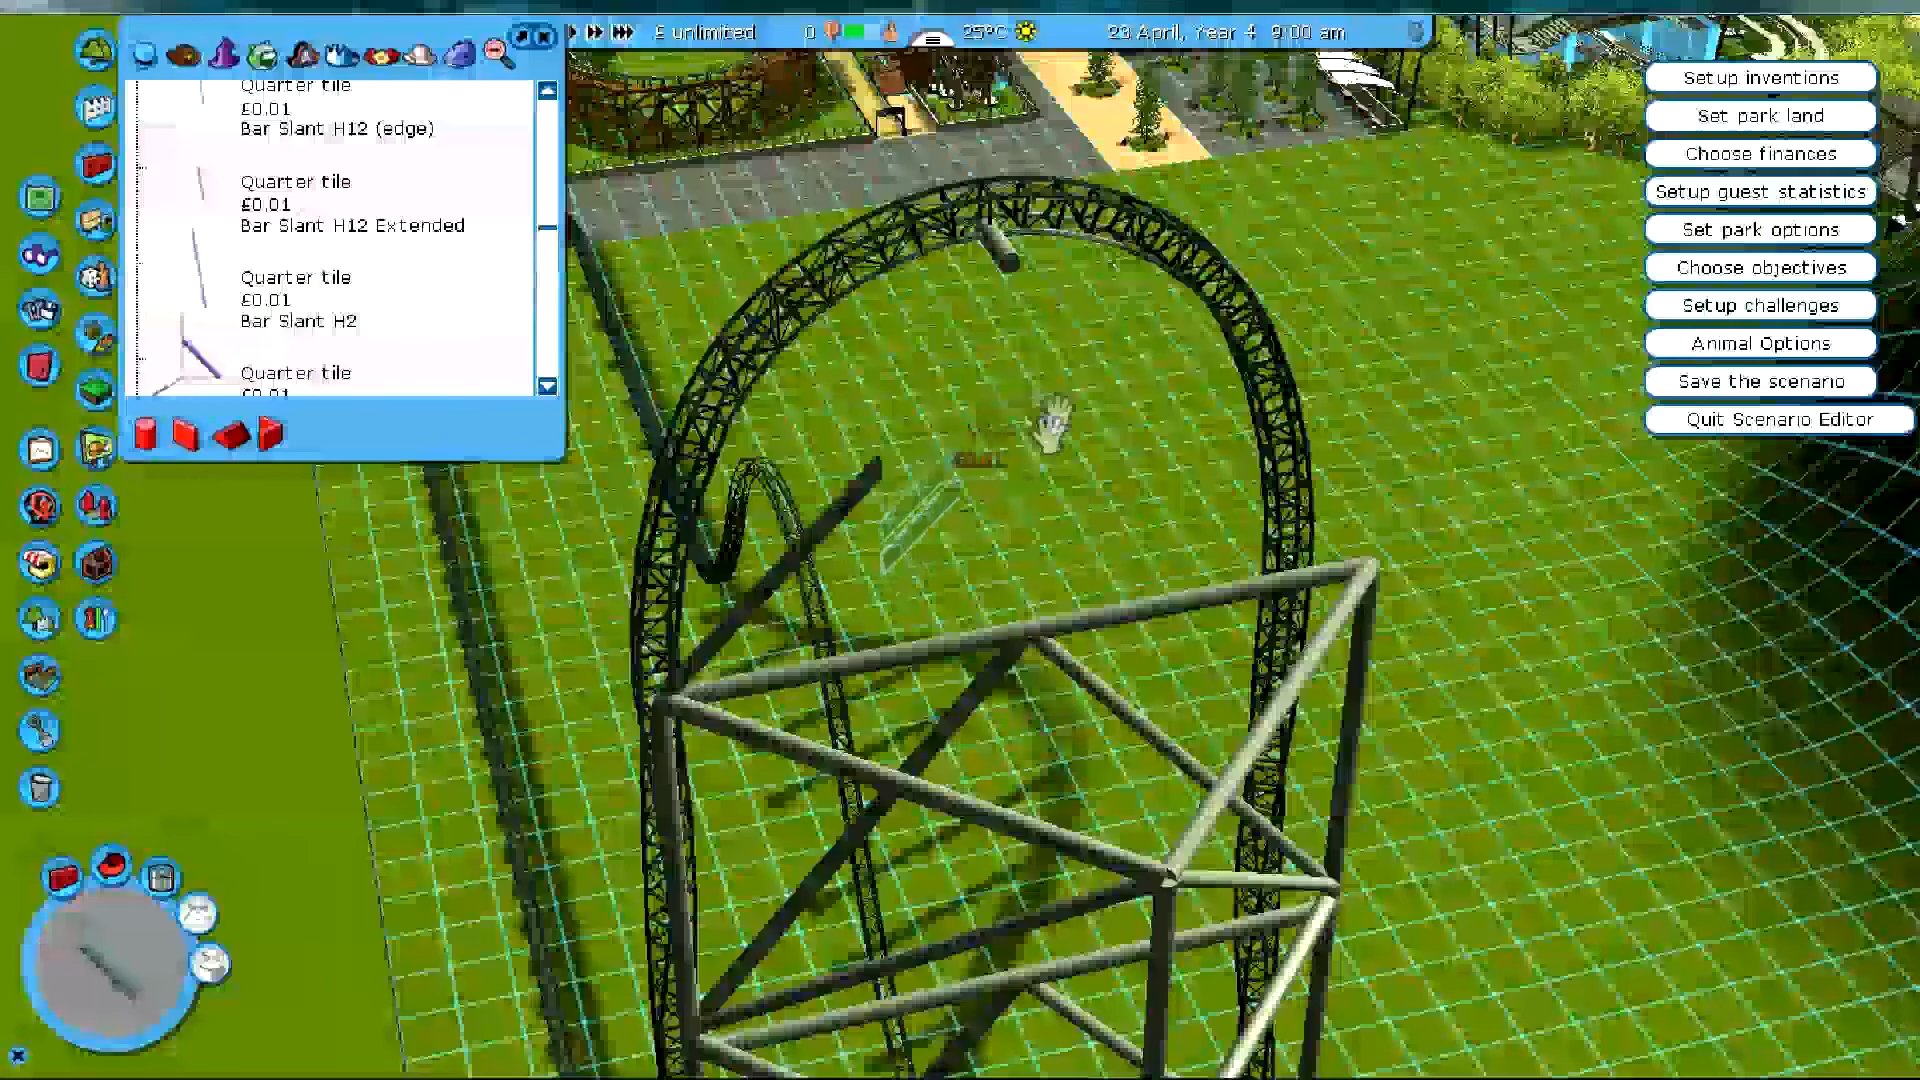 £ unlimited
0
25°C
23 April, Year 4 9:00 am
Quarter tile
£0.01
Bar Slant H12 (edge)
Quarter tile
£0.01
Bar Slant H12 Extended
Quarter tile
£0.01
Bar Slant H2
Quarter tile
£0.01
Setup inventions
Set park land
Choose finances
Setup guest statistics
Set park options
Choose objectives
Setup challenges
Animal Options
Save the scenario
Quit Scenario Editor